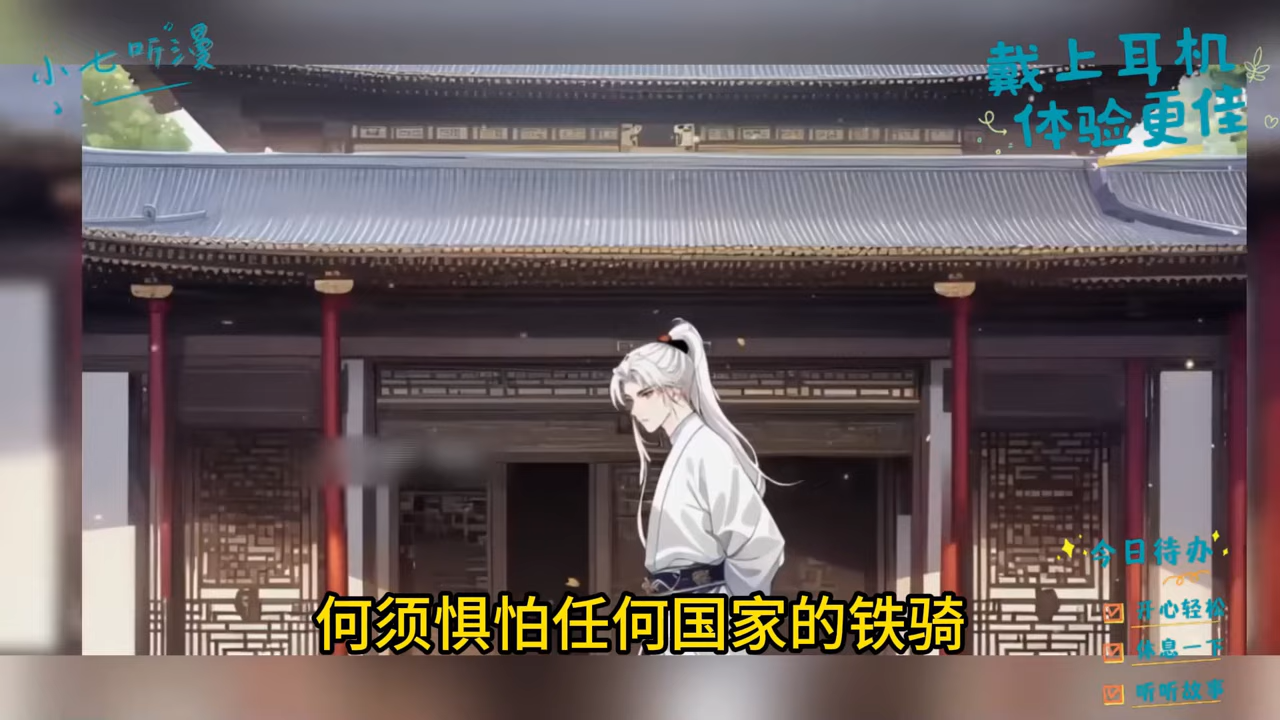 小七听漫
戴上耳机
体验更佳
今日待办
开心轻松
休息一下
听听故事
何须惧怕任何国家的铁骑